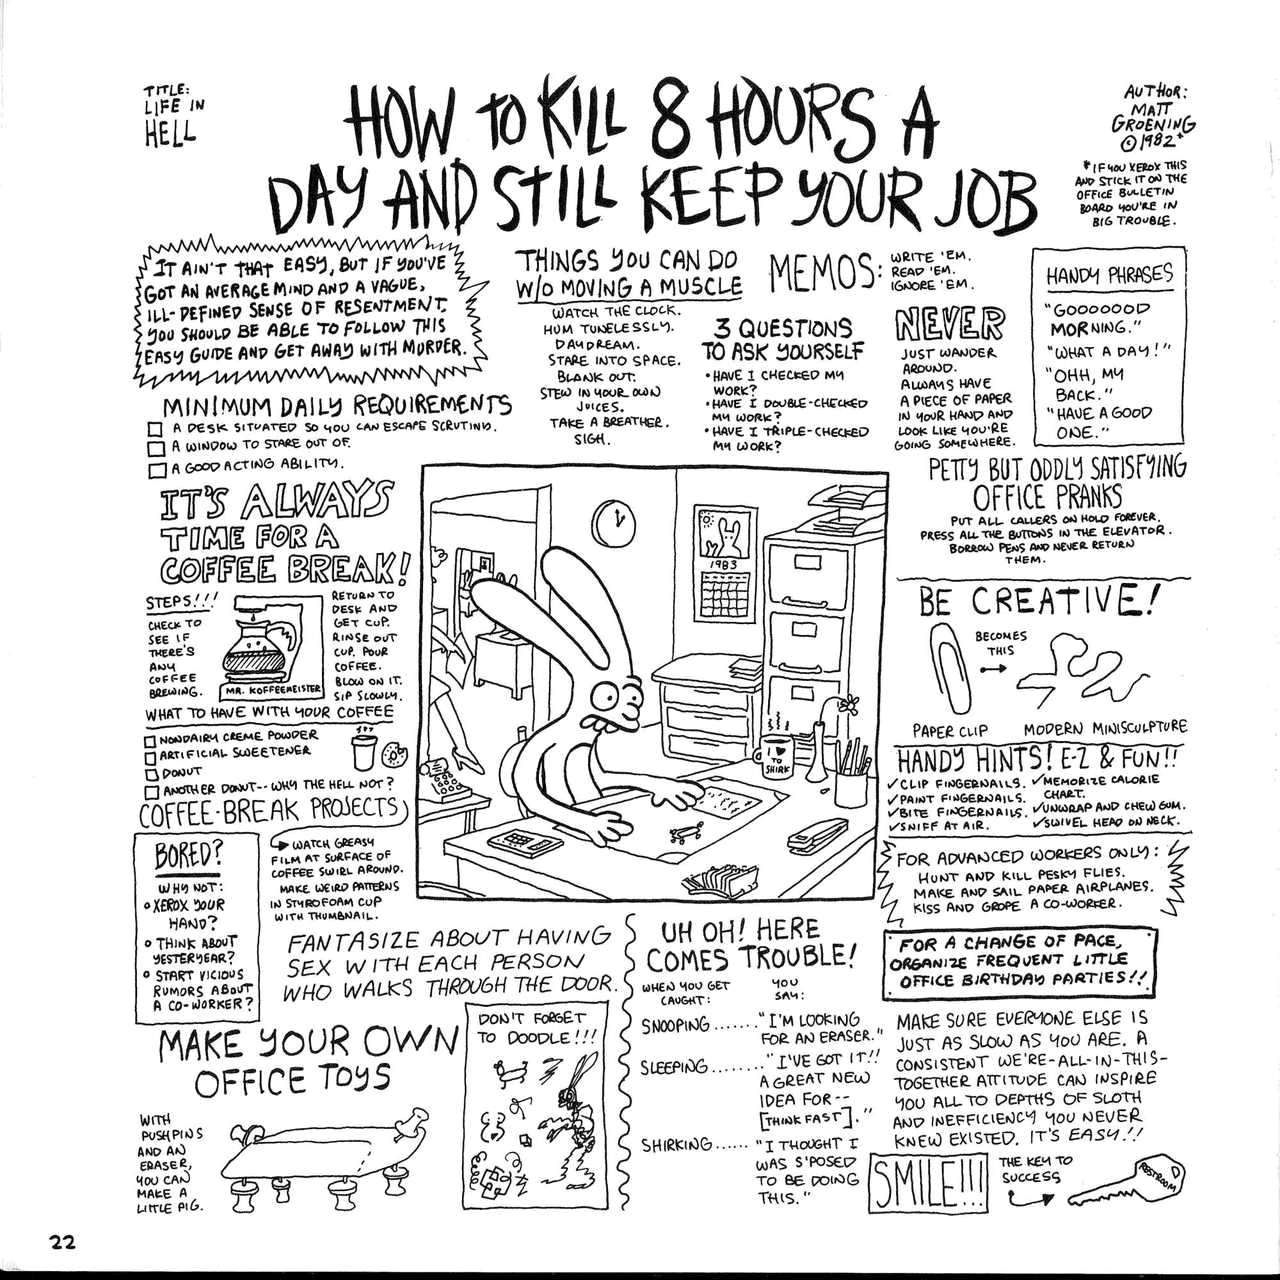 TITLE:
LIFE IN
HELL
HOW TO KILL 8 HOURS A
DAY AND STILL KEEP YOUR JOB
AUTHOR:
MATT
GROENING
©1982*
*IF YOU XEROX THIS
AND STICK IT ON THE
OFFICE BULLETIN
BOARD YOU'RE IN
BIG TROUBLE.
IT AIN'T THAT EASY, BUT IF YOU'VE
GOT AN AVERAGE MIND AND A VAGUE,
ILL-DEFINED SENSE OF RESENTMENT,
YOU SHOULD BE ABLE TO FOLLOW THIS
EASY GUIDE AND GET AWAY WITH MURDER.
MINIMUM DAILY REQUIREMENTS
A DESK SITUATED SO YOU CAN ESCAPE SCRUTINY.
A WINDOW TO STARE OUT OF.
A GOOD ACTING ABILITY.
THINGS YOU CAN DO
W/O MOVING A MUSCLE
WATCH THE CLOCK.
HUM TUNELESSLY.
DAYDREAM.
STARE INTO SPACE.
BLANK OUT.
STEW IN YOUR OWN
JUICES.
TAKE A BREATHER.
SIGH.
MEMOS:
WRITE 'EM.
READ 'EM.
IGNORE 'EM.
3 QUESTIONS
TO ASK YOURSELF
• HAVE I CHECKED MY
WORK?
• HAVE I DOUBLE-CHECKED
MY WORK?
• HAVE I TRIPLE-CHECKED
MY WORK?
NEVER
JUST WANDER
AROUND.
ALWAYS HAVE
A PIECE OF PAPER
IN YOUR HAND AND
LOOK LIKE YOU'RE
GOING SOMEWHERE.
HANDY PHRASES
"GOOOOOOD
MORNING."
"WHAT A DAY!"
"OHH, MY
BACK."
"HAVE A GOOD
ONE."
PETTY BUT ODDLY SATISFYING
OFFICE PRANKS
PUT ALL CALLERS ON HOLD FOREVER.
PRESS ALL THE BUTTONS IN THE ELEVATOR.
BORROW PENS AND NEVER RETURN
THEM.
IT'S ALWAYS
TIME FOR A
COFFEE BREAK!
STEPS!!!
CHECK TO
SEE IF
THERE'S
ANY
COFFEE
BREWING.
MR. KOFFEEMEISTER
RETURN TO
DESK AND
GET CUP.
RINSE OUT
CUP. POUR
COFFEE.
BLOW ON IT.
SIP SLOWLY.
WHAT TO HAVE WITH YOUR COFFEE
NONDAIRY CREME POWDER
ARTIFICIAL SWEETENER
DONUT
ANOTHER DONUT--WHY THE HELL NOT?
1983
I ♥
TO
SHIRK
BE CREATIVE!
BECOMES
THIS
PAPER CLIP
MODERN MINISCULPTURE
HANDY HINTS! E-Z & FUN!!
✓CLIP FINGERNAILS.
✓PAINT FINGERNAILS.
✓BITE FINGERNAILS.
✓SNIFF AT AIR.
✓MEMORIZE CALORIE
CHART.
✓UNWRAP AND CHEW GUM.
✓SWIVEL HEAD ON NECK.
COFFEE-BREAK PROJECTS
WATCH GREASY
FILM AT SURFACE OF
COFFEE SWIRL AROUND.
MAKE WEIRD PATTERNS
IN STYROFOAM CUP
WITH THUMBNAIL.
BORED?
WHY NOT:
° XEROX YOUR
HAND?
° THINK ABOUT
YESTERYEAR?
° START VICIOUS
RUMORS ABOUT
A CO-WORKER?
FOR ADVANCED WORKERS ONLY:
HUNT AND KILL PESKY FLIES.
MAKE AND SAIL PAPER AIRPLANES.
KISS AND GROPE A CO-WORKER.
FANTASIZE ABOUT HAVING
SEX WITH EACH PERSON
WHO WALKS THROUGH THE DOOR.
UH OH! HERE
COMES TROUBLE!
WHEN YOU GET
CAUGHT:
YOU
SAY:
SNOOPING ......."I'M LOOKING
FOR AN ERASER."
SLEEPING........"I'VE GOT IT!!
A GREAT NEW
IDEA FOR--
[THINK FAST]."
SHIRKING......"I THOUGHT I
WAS S'POSED
TO BE DOING
THIS."
FOR A CHANGE OF PACE,
ORGANIZE FREQUENT LITTLE
OFFICE BIRTHDAY PARTIES!!
MAKE SURE EVERYONE ELSE IS
JUST AS SLOW AS YOU ARE. A
CONSISTENT WE'RE-ALL-IN-THIS-
TOGETHER ATTITUDE CAN INSPIRE
YOU ALL TO DEPTHS OF SLOTH
AND INEFFICIENCY YOU NEVER
KNEW EXISTED. IT'S EASY!!
MAKE YOUR OWN
OFFICE TOYS
WITH
PUSHPINS
AND AN
ERASER,
YOU CAN
MAKE A
LITTLE PIG.
DON'T FORGET
TO DOODLE!!!
SMILE!!!
THE KEY TO
SUCCESS
RESTROOM
22